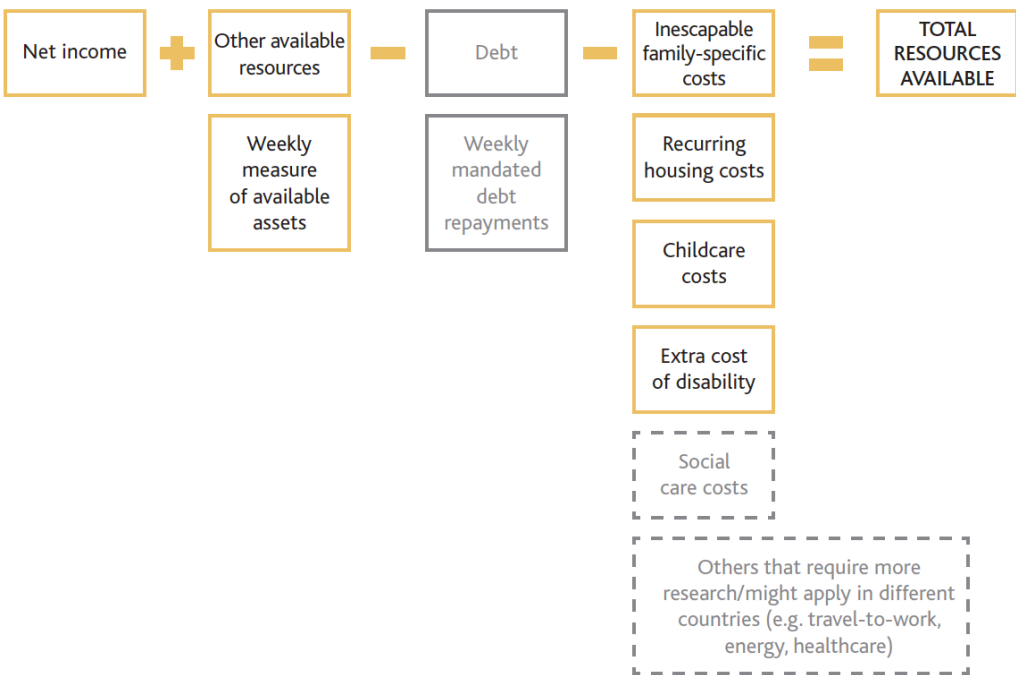 Net income
Other available
resources
Debt
Inescapable
family-specific
costs
TOTAL
RESOURCES
AVAILABLE
Weekly
measure
of available
assets
Weekly
mandated
debt
repayments
Recurring
housing costs
Childcare
costs
Extra cost
of disability
Social
care costs
Others that require more
research/might apply in different
countries (e.g. travel-to-work,
energy, healthcare)